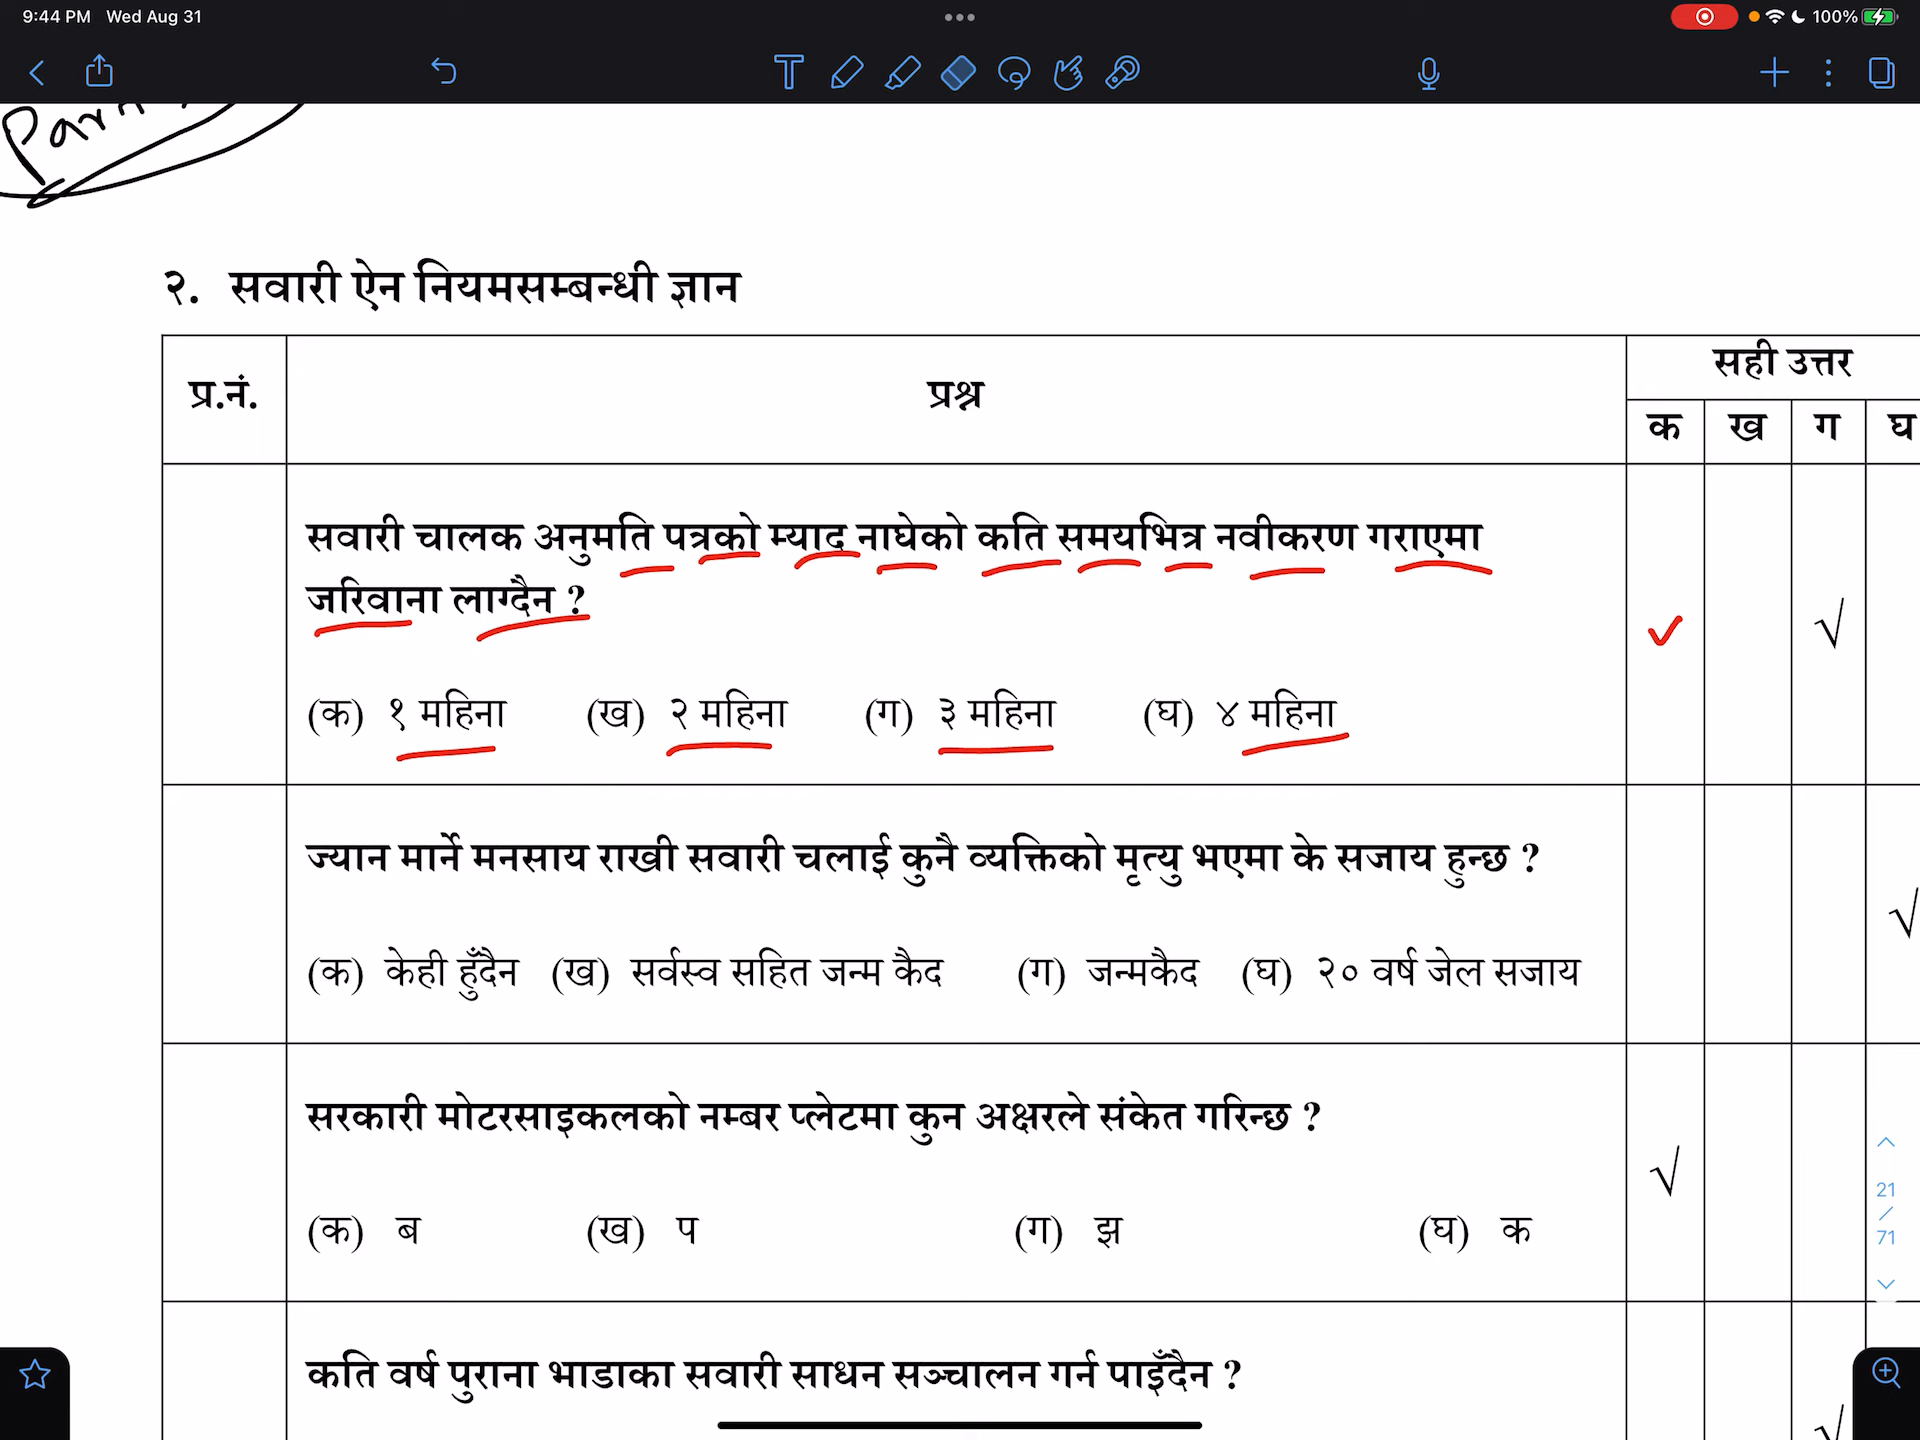 9:44 PM Wed Aug 31
100%
२. सवारी ऐन नियमसम्बन्धी ज्ञान
प्र.नं.
प्रश्न
सही उत्तर
क ख ग घ
सवारी चालक अनुमति पत्रको म्याद नाघेको कति समयभित्र नवीकरण गराएमा
जरिवाना लाग्दैन ?
(क) १ महिना (ख) २ महिना (ग) ३ महिना (घ) ४ महिना
ज्यान मार्ने मनसाय राखी सवारी चलाई कुनै व्यक्तिको मृत्यु भएमा के सजाय हुन्छ ?
(क) केही हुँदैन (ख) सर्वस्व सहित जन्म कैद (ग) जन्मकैद (घ) २० वर्ष जेल सजाय
सरकारी मोटरसाइकलको नम्बर प्लेटमा कुन अक्षरले संकेत गरिन्छ ?
(क) ब (ख) प (ग) झ (घ) क
21
/
71
कति वर्ष पुराना भाडाका सवारी साधन सञ्चालन गर्न पाइँदैन ?